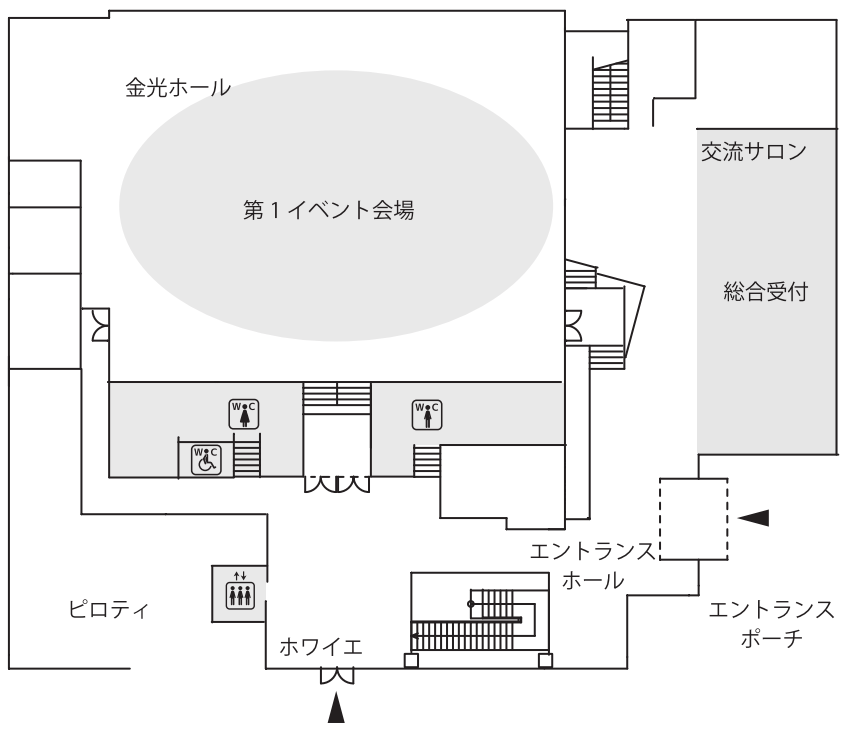 金光ホール
第1イベント会場
交流サロン
総合受付
W C
W C
W C
エントランス
ホール
ピロティ
ホワイエ
エントランス
ポーチ